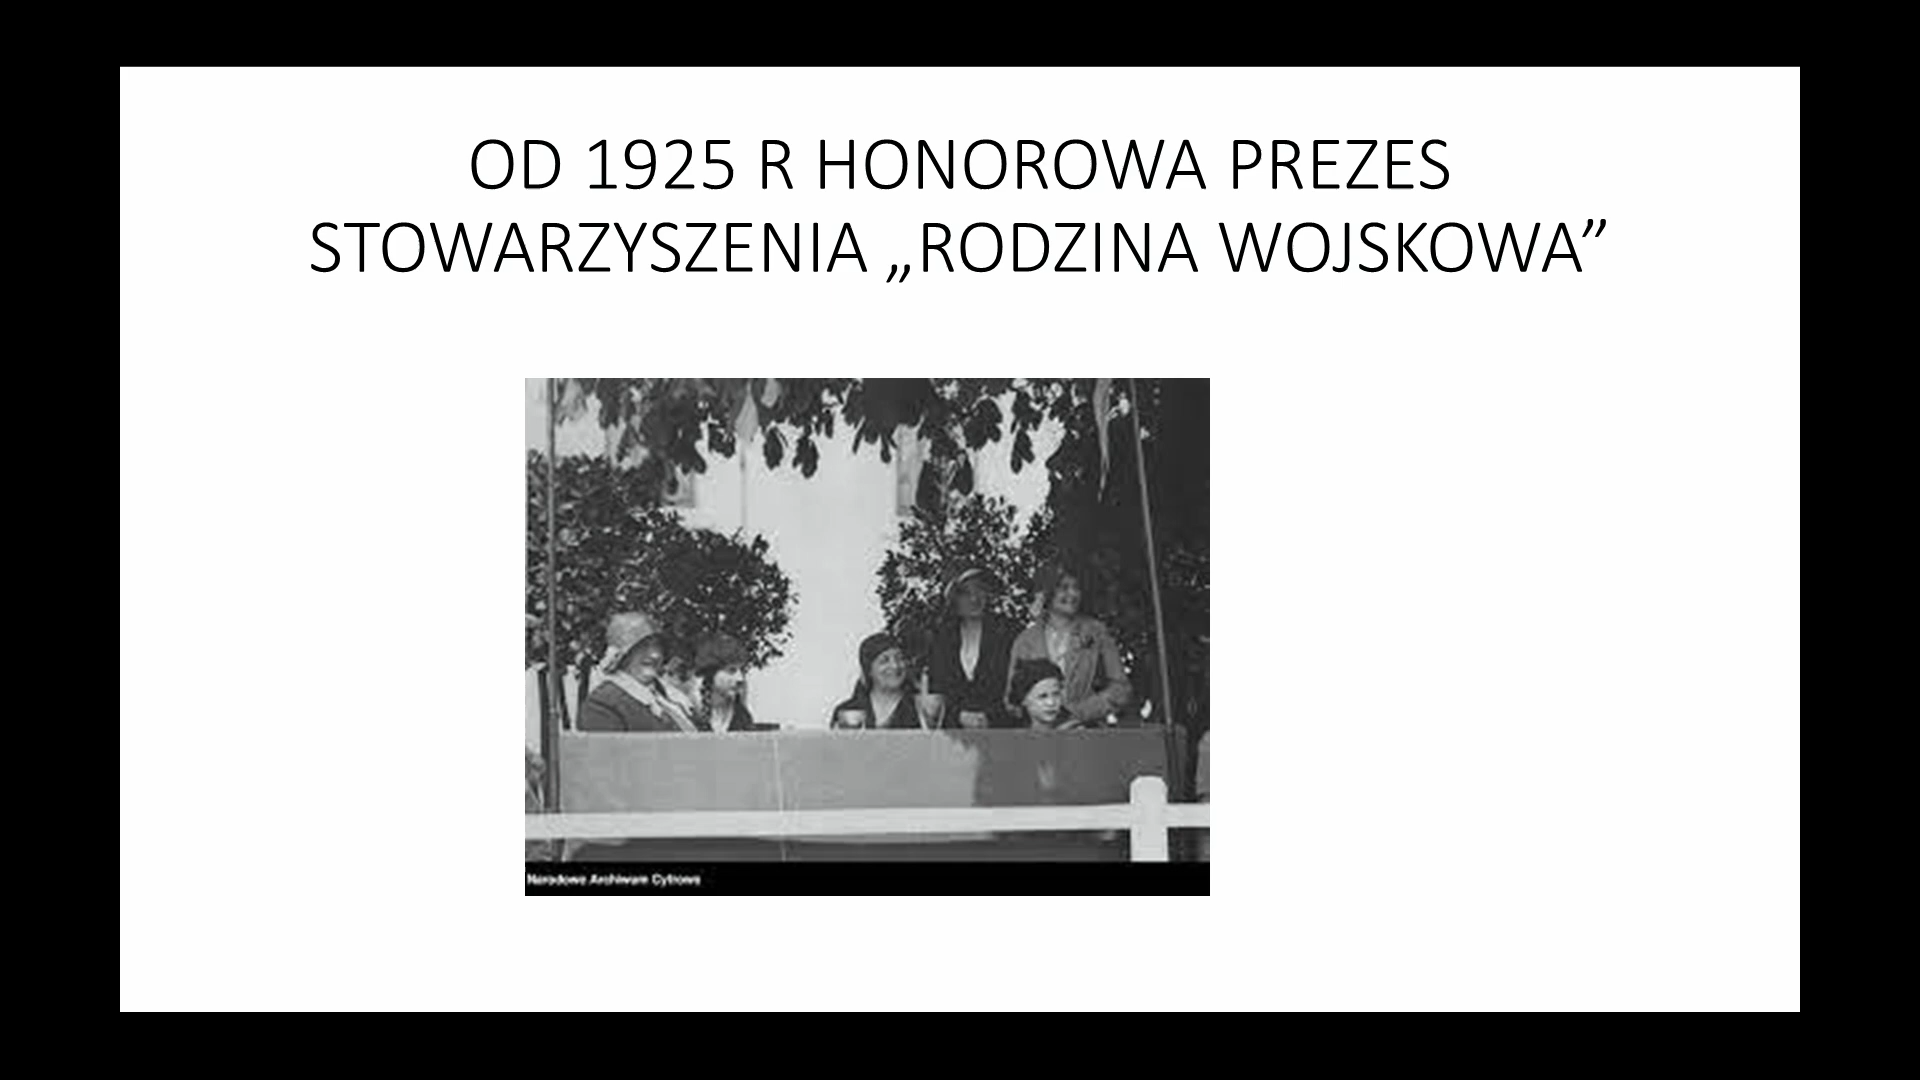 OD 1925 R HONOROWA PREZES
STOWARZYSZENIA „RODZINA WOJSKOWA”
Narodowe Archiwum Cyfrowe